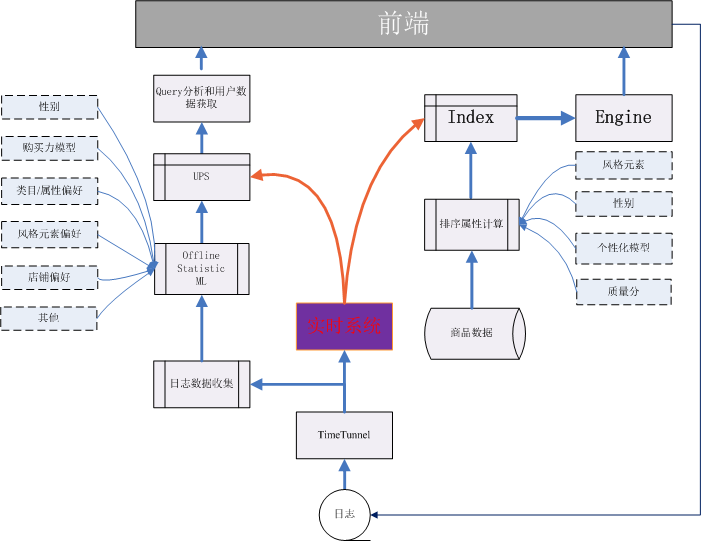 前端
Query分析和用户数
据获取
性别
购买力模型
类目/属性偏好
风格元素偏好
店铺偏好
其他
UPS
Offline
Statistic
ML
日志数据收集
实时系统
TimeTunnel
日志
Index
Engine
排序属性计算
商品数据
风格元素
性别
个性化模型
质量分